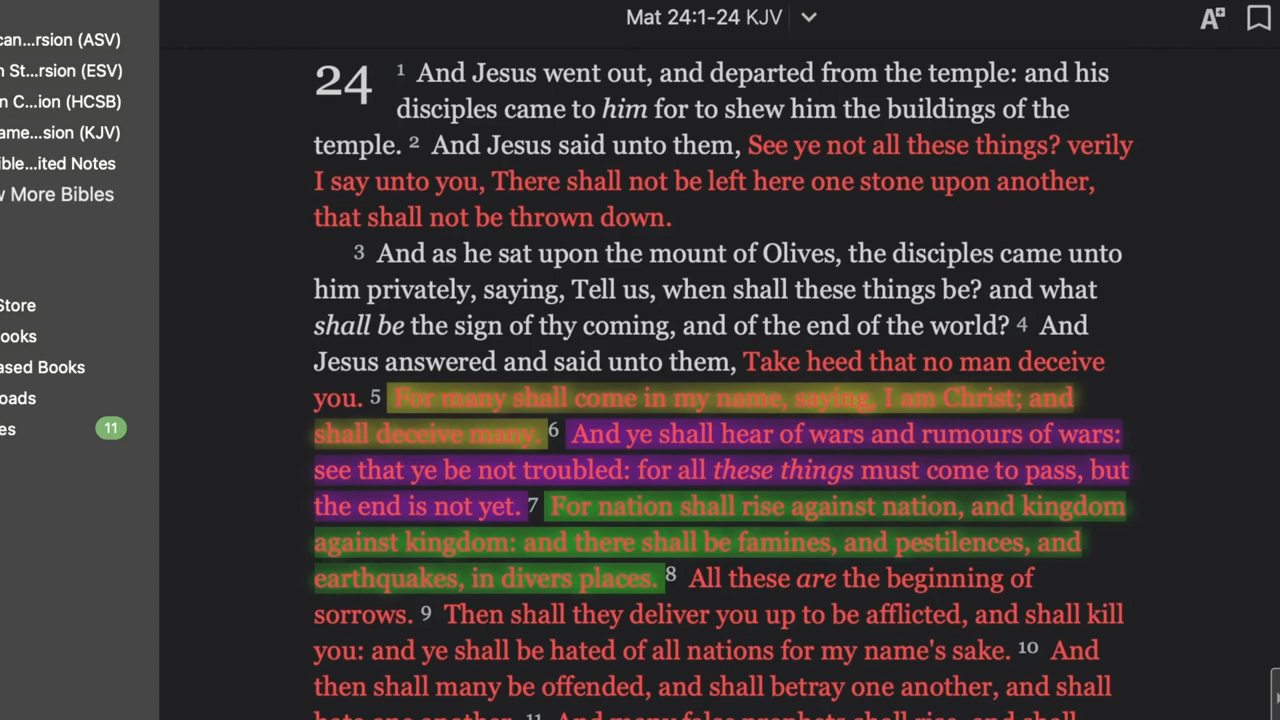 Mat 24:1-24 KJV
A+
can...rsion (ASV)
n St...rsion (ESV)
n C...ion (HCSB)
ame...sion (KJV)
ible...ited Notes
w More Bibles
Store
ooks
ased Books
oads
es
11
24 1 And Jesus went out, and departed from the temple: and his
disciples came to him for to shew him the buildings of the
temple. 2 And Jesus said unto them, See ye not all these things? verily
I say unto you, There shall not be left here one stone upon another,
that shall not be thrown down.
3 And as he sat upon the mount of Olives, the disciples came unto
him privately, saying, Tell us, when shall these things be? and what
shall be the sign of thy coming, and of the end of the world? 4 And
Jesus answered and said unto them, Take heed that no man deceive
you. 5 For many shall come in my name, saying, I am Christ; and
shall deceive many. 6 And ye shall hear of wars and rumours of wars:
see that ye be not troubled: for all these things must come to pass, but
the end is not yet. 7 For nation shall rise against nation, and kingdom
against kingdom: and there shall be famines, and pestilences, and
earthquakes, in divers places. 8 All these are the beginning of
sorrows. 9 Then shall they deliver you up to be afflicted, and shall kill
you: and ye shall be hated of all nations for my name's sake. 10 And
then shall many be offended, and shall betray one another, and shall
hate one another. 11 And many false prophets shall rise, and shall